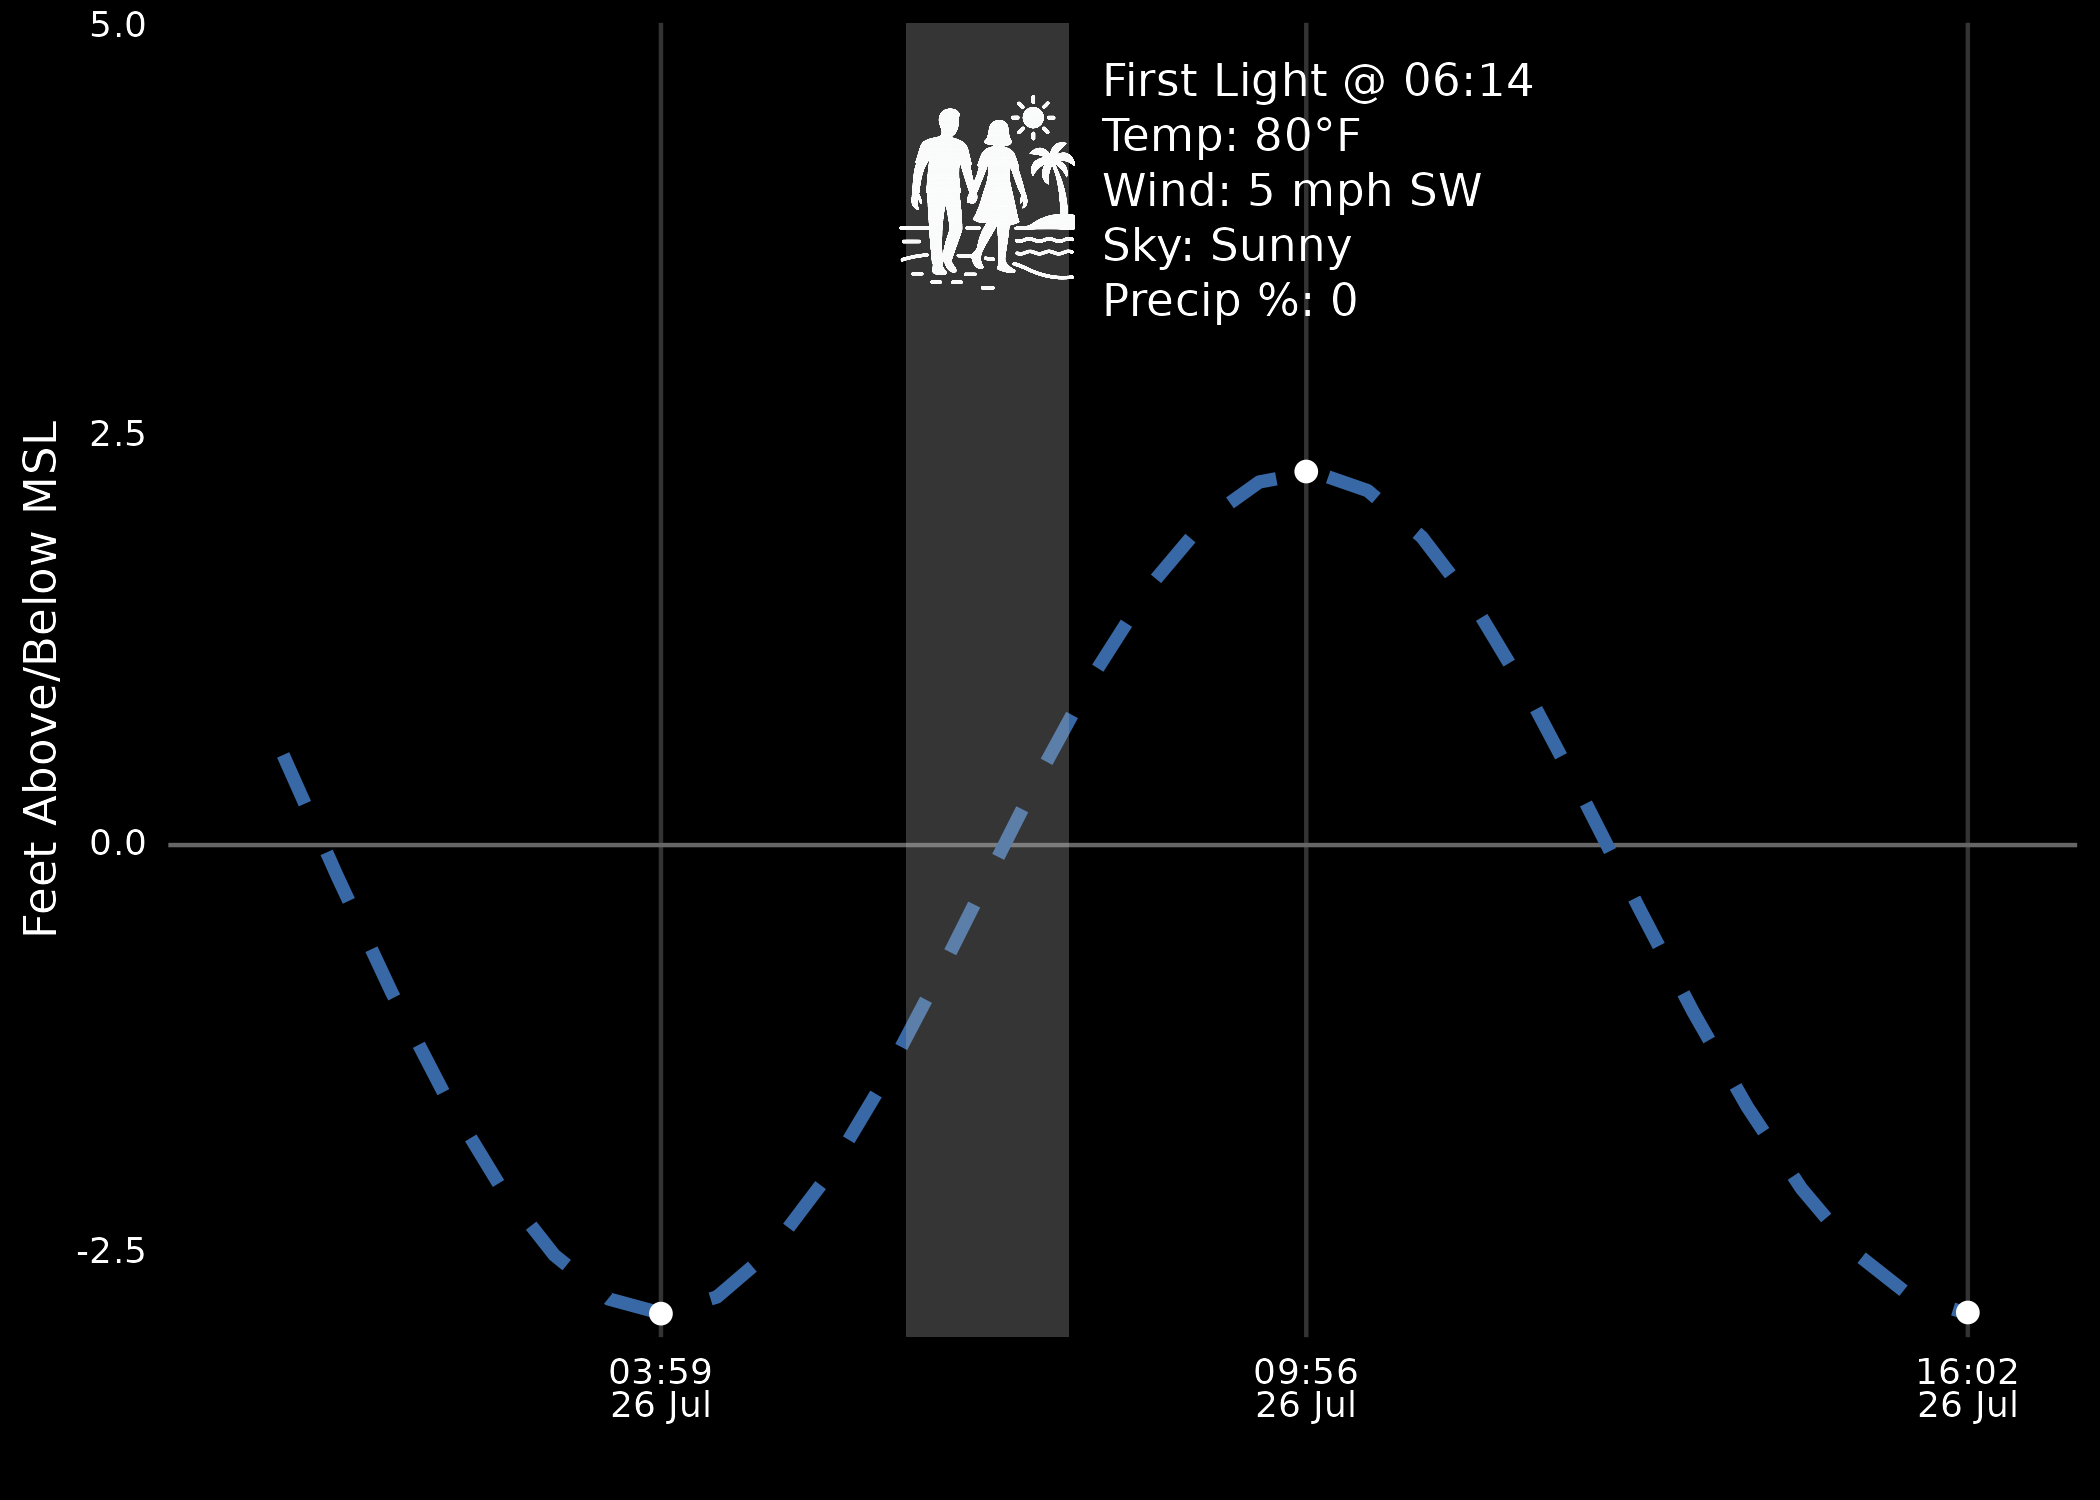 5.0
First Light @ 06:14
Temp: 80°F
Wind: 5 mph SW
Sky: Sunny
Precip %: 0
2.5
Feet Above/Below MSL
0.0
-2.5
03:59
26 Jul
09:56
26 Jul
16:02
26 Jul